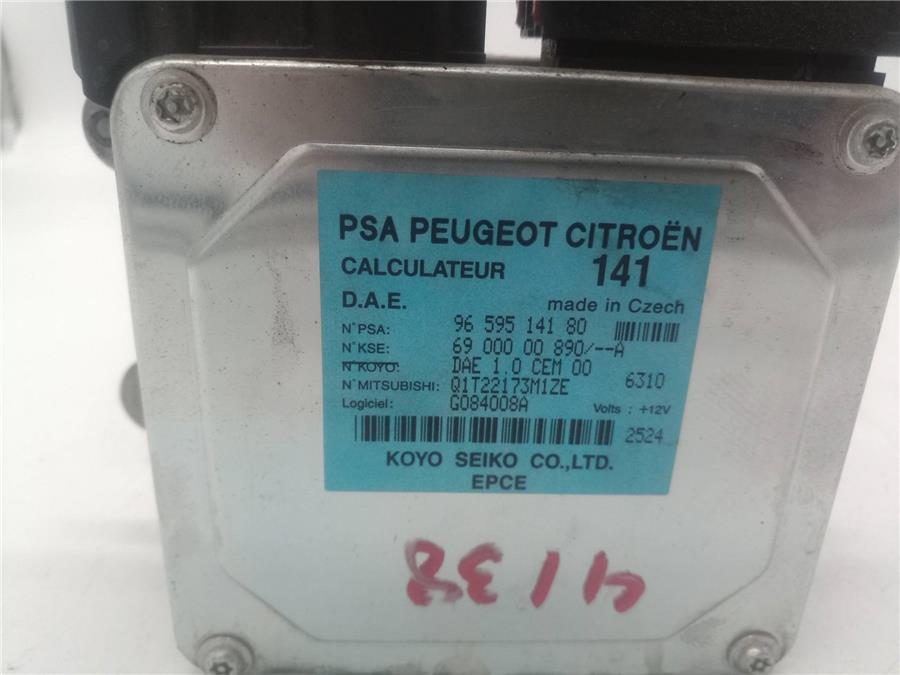 PSA PEUGEOT CITROËN
CALCULATEUR 141
D.A.E. made in Czech
N°PSA: 96 595 141 80
N°KSE: 69 000 00 890/--A
N°KOYO: DAE 1.0 CEM 00
N°MITSUBISHI: Q1T22173M1ZE 6310
Logiciel: G084008A Volts : +12V
2524
KOYO SEIKO CO.,LTD.
EPCE
4138